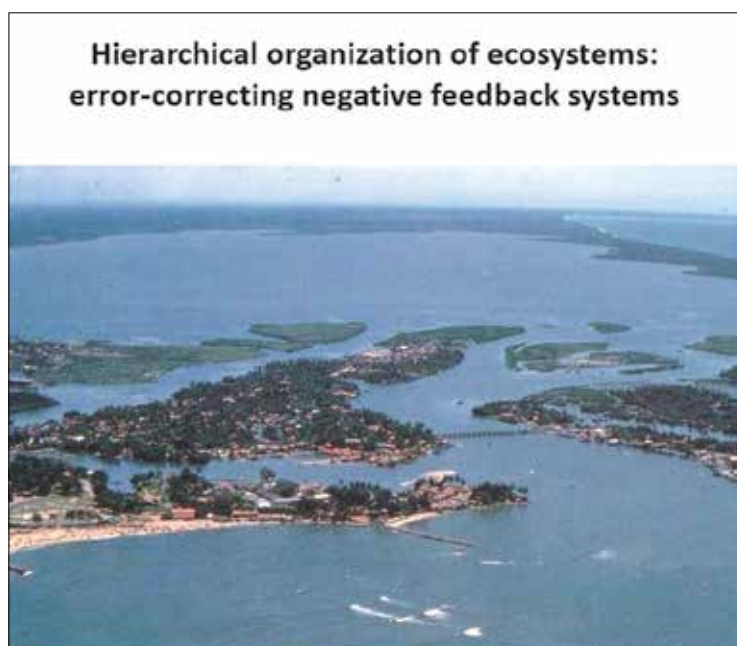 Hierarchical organization of ecosystems:
error-correcting negative feedback systems